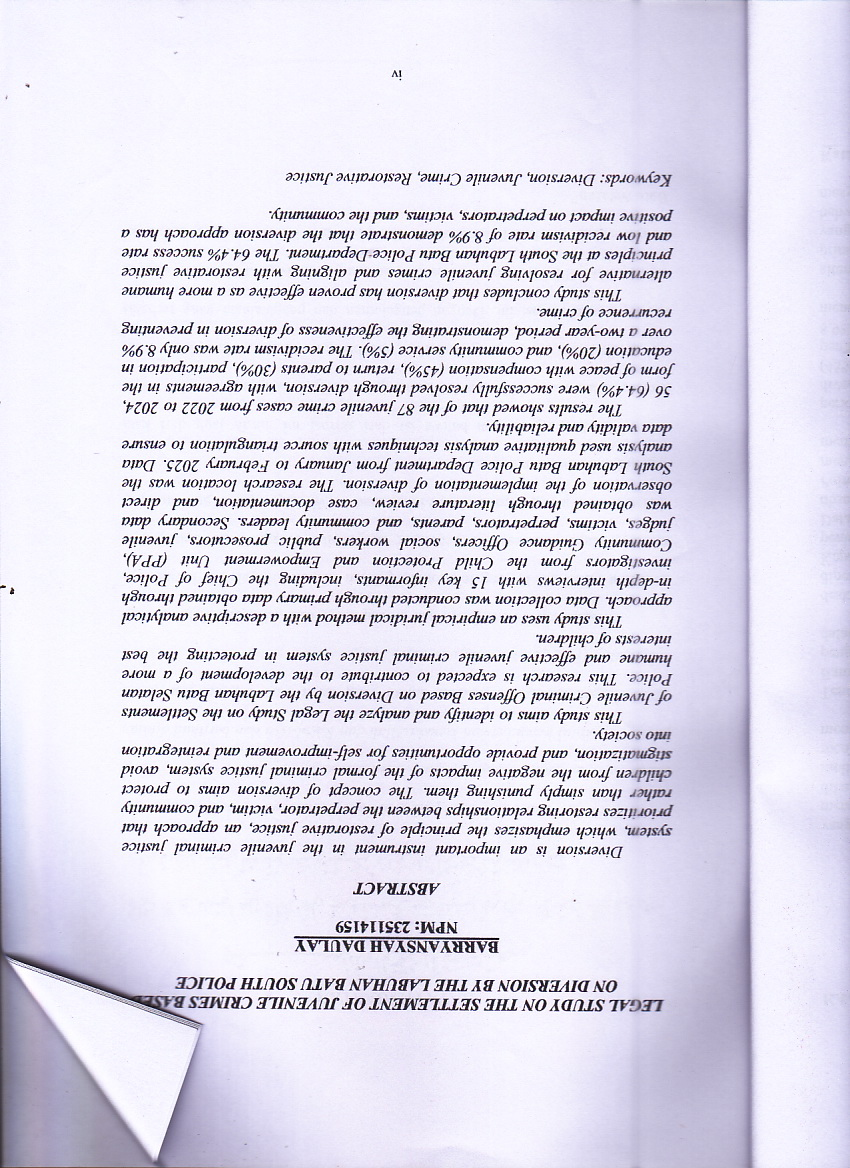 LEGAL STUDY ON THE SETTLEMENT OF JUVENILE CRIMES BASED
ON DIVERSION BY THE LABUHAN BATU SOUTH POLICE
BARRYANSYAH DAULAY
NPM: 235114159
ABSTRACT
Diversion is an important instrument in the juvenile criminal justice
system, which emphasizes the principle of restorative justice, an approach that
prioritizes restoring relationships between the perpetrator, victim, and community
rather than simply punishing them. The concept of diversion aims to protect
children from the negative impacts of the formal criminal justice system, avoid
stigmatization, and provide opportunities for self-improvement and reintegration
into society.
This study aims to identify and analyze the Legal Study on the Settlements
of Juvenile Criminal Offenses Based on Diversion by the Labuhan Batu Selatan
Police. This research is expected to contribute to the development of a more
humane and effective juvenile criminal justice system in protecting the best
interests of children.
This study uses an empirical juridical method with a descriptive analytical
approach. Data collection was conducted through primary data obtained through
in-depth interviews with 15 key informants, including the Chief of Police,
investigators from the Child Protection and Empowerment Unit (PPA),
Community Guidance Officers, social workers, public prosecutors, juvenile
judges, victims, perpetrators, parents, and community leaders. Secondary data
was obtained through literature review, case documentation, and direct
observation of the implementation of diversion. The research location was the
South Labuhan Batu Police Department from January to February 2025. Data
analysis used qualitative analysis techniques with source triangulation to ensure
data validity and reliability.
The results showed that of the 87 juvenile crime cases from 2022 to 2024,
56 (64.4%) were successfully resolved through diversion, with agreements in the
form of peace with compensation (45%), return to parents (30%), participation in
education (20%), and community service (5%). The recidivism rate was only 8.9%
over a two-year period, demonstrating the effectiveness of diversion in preventing
recurrence of crime.
This study concludes that diversion has proven effective as a more humane
alternative for resolving juvenile crimes and aligning with restorative justice
principles at the South Labuhan Batu Police Department. The 64.4% success rate
and low recidivism rate of 8.9% demonstrate that the diversion approach has a
positive impact on perpetrators, victims, and the community.
Keywords: Diversion, Juvenile Crime, Restorative Justice
iv